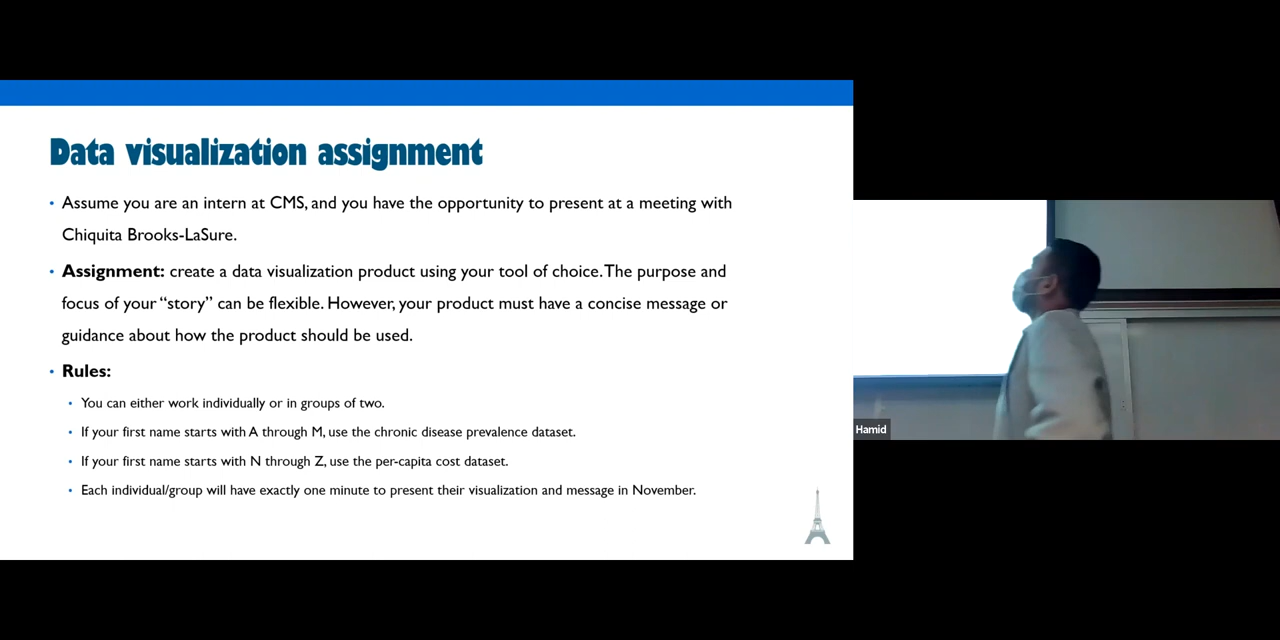 Data visualization assignment
• Assume you are an intern at CMS, and you have the opportunity to present at a meeting with
Chiquita Brooks-LaSure.
• Assignment: create a data visualization product using your tool of choice. The purpose and
focus of your “story” can be flexible. However, your product must have a concise message or
guidance about how the product should be used.
• Rules:
• You can either work individually or in groups of two.
• If your first name starts with A through M, use the chronic disease prevalence dataset.
• If your first name starts with N through Z, use the per-capita cost dataset.
• Each individual/group will have exactly one minute to present their visualization and message in November.
Hamid